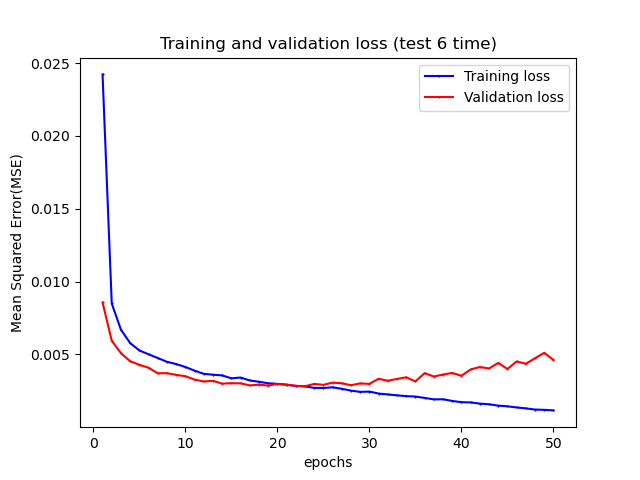 Training and validation loss (test 6 time)
Training loss
Validation loss
Mean Squared Error(MSE)
0.025
0.020
0.015
0.010
0.005
0 10 20 30 40 50
epochs